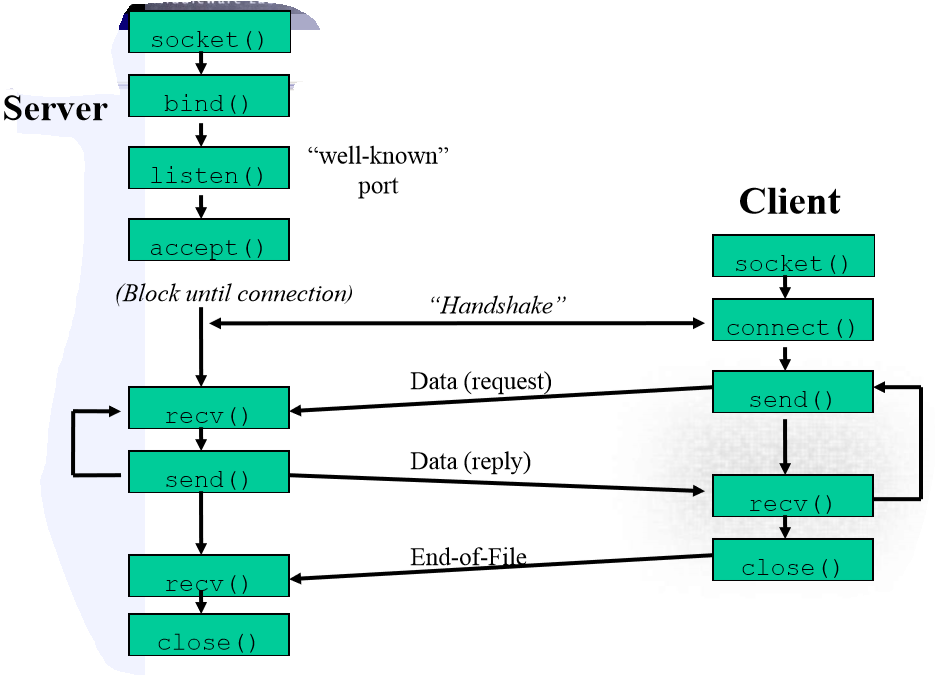 socket()
bind()
Server
listen()
“well-known”
port
accept()
Client
socket()
(Block until connection)
“Handshake”
connect()
Data (request)
send()
recv()
Data (reply)
send()
recv()
End-of-File
close()
recv()
close()